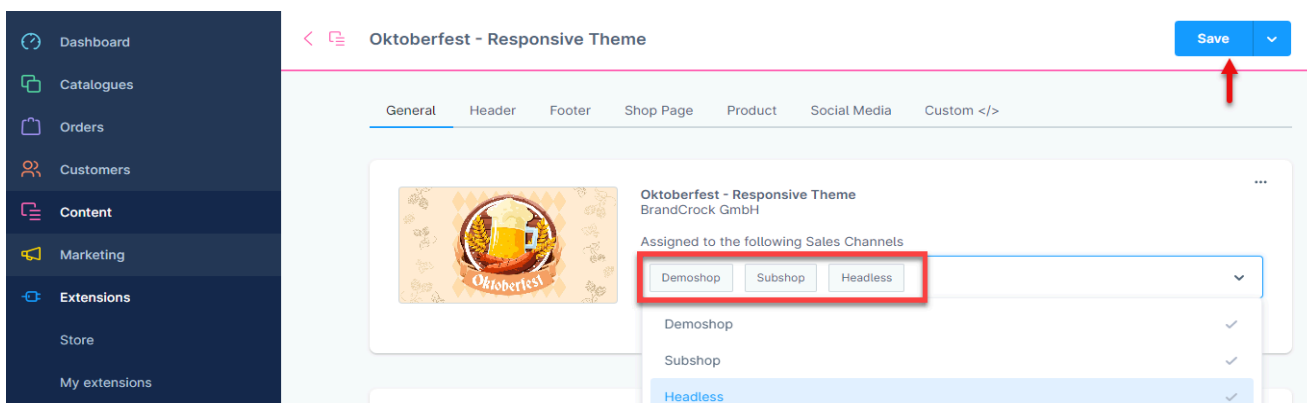 Dashboard
Catalogues
Orders
Customers
Content
Marketing
Extensions
Store
My extensions
Oktoberfest - Responsive Theme
Save
General Header Footer Shop Page Product Social Media Custom </>
Oktoberfest
Oktoberfest - Responsive Theme
BrandCrock GmbH
Assigned to the following Sales Channels
Demoshop Subshop Headless
Demoshop
Subshop
Headless